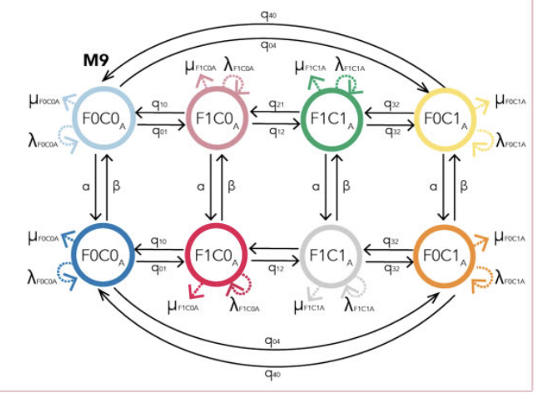 q40
q04
M9
μF1C0A λF1C0A μF1C1A λF1C1A
μF0C0A F0C0A q10 q01 F1C0A q21 q12 F1C1A q32 q32 F0C1A μF0C1A
λF0C0A λF0C1A
α β α β α β α β
μF0C0A F0C0A q10 q01 F1C0A q12 F1C1A q32 q32 F0C1A μF0C1A
λF0C0A λF0C1A
μF1C0A λF1C0A μF1C1A λF1C1A
q04
q40